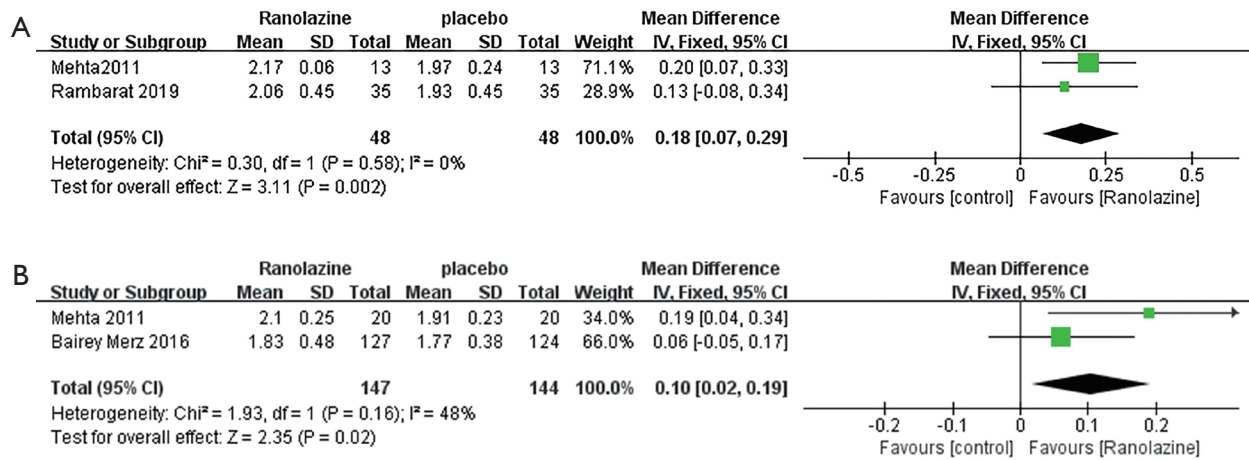 A
Ranolazine placebo Mean Difference Mean Difference
Study or Subgroup Mean SD Total Mean SD Total Weight IV, Fixed, 95% CI IV, Fixed, 95% CI
Mehta2011 2.17 0.06 13 1.97 0.24 13 71.1% 0.20 [0.07, 0.33]
Rambarat 2019 2.06 0.45 35 1.93 0.45 35 28.9% 0.13 [-0.08, 0.34]
Total (95% CI) 48 48 100.0% 0.18 [0.07, 0.29]
Heterogeneity: Chi² = 0.30, df = 1 (P = 0.58); I² = 0%
Test for overall effect: Z = 3.11 (P = 0.002)
-0.5 -0.25 0 0.25 0.5
Favours [control] Favours [Ranolazine]
B
Ranolazine placebo Mean Difference Mean Difference
Study or Subgroup Mean SD Total Mean SD Total Weight IV, Fixed, 95% CI IV, Fixed, 95% CI
Mehta 2011 2.1 0.25 20 1.91 0.23 20 34.0% 0.19 [0.04, 0.34]
Bairey Merz 2016 1.83 0.48 127 1.77 0.38 124 66.0% 0.06 [-0.05, 0.17]
Total (95% CI) 147 144 100.0% 0.10 [0.02, 0.19]
Heterogeneity: Chi² = 1.93, df = 1 (P = 0.16); I² = 48%
Test for overall effect: Z = 2.35 (P = 0.02)
-0.2 -0.1 0 0.1 0.2
Favours [control] Favours [Ranolazine]